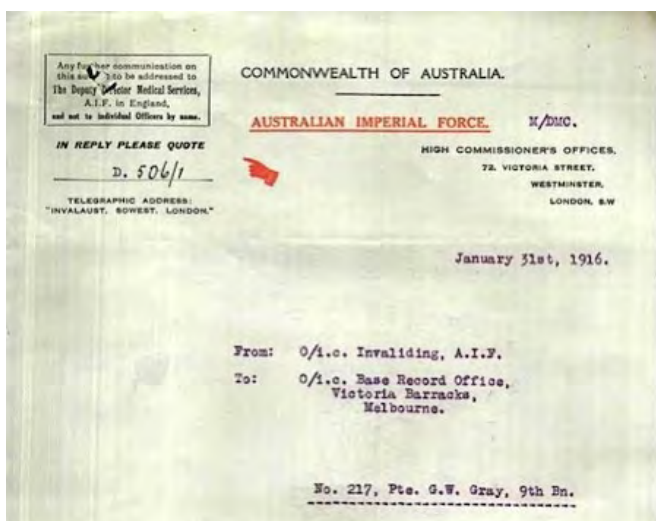 Any further communication on
this subject to be addressed to
The Deputy Director Medical Services,
A.I.F. in England,
and not to individual Officers by name.
COMMONWEALTH OF AUSTRALIA.
AUSTRALIAN IMPERIAL FORCE.
M/DMC.
IN REPLY PLEASE QUOTE
D. 506/1
HIGH COMMISSIONER'S OFFICES,
72, VICTORIA STREET,
WESTMINSTER,
LONDON, S.W
TELEGRAPHIC ADDRESS:
"INVALAUST, SOWEST, LONDON."
January 31st, 1916.
From: O/i.c. Invaliding, A.I.F.
To: O/i.c. Base Record Office,
Victoria Barracks,
Melbourne.
No. 217, Pte. G.W. Gray, 9th Bn.